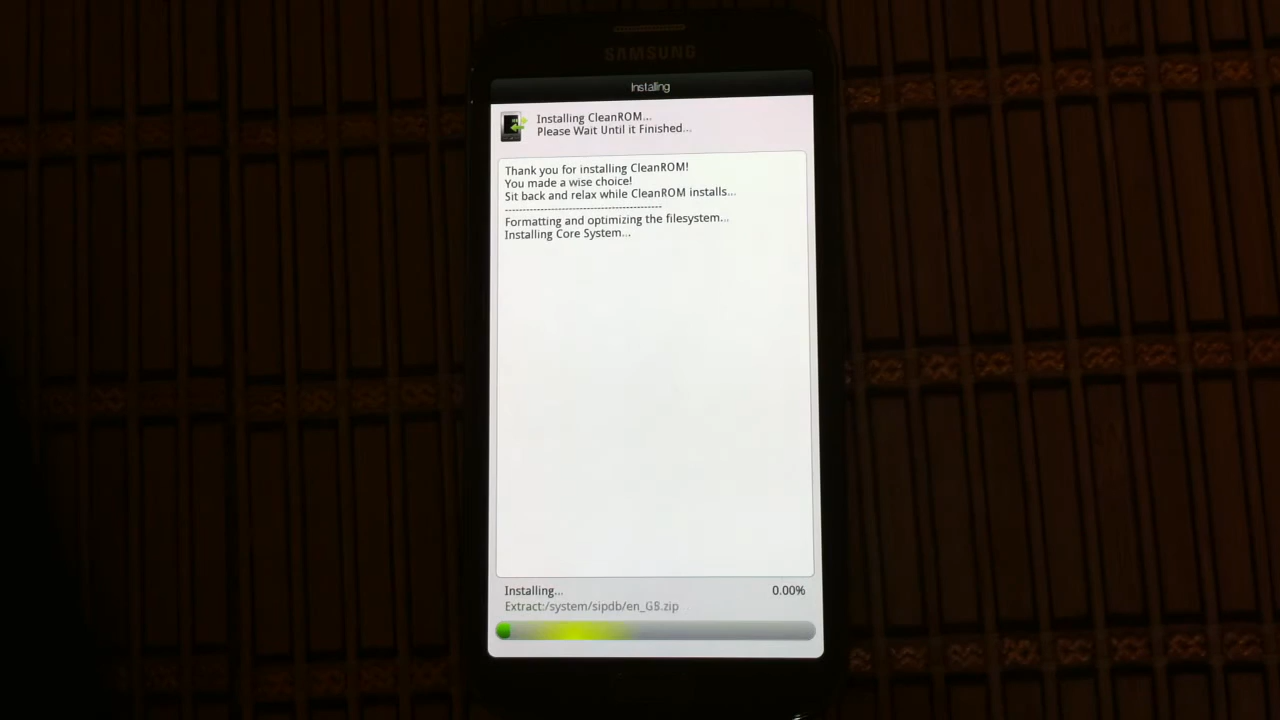 SAMSUNG
Installing
Installing CleanROM...
Please Wait Until it Finished...
Thank you for installing CleanROM!
You made a wise choice!
Sit back and relax while CleanROM installs...
--------------------------------------------
Formatting and optimizing the filesystem...
Installing Core System...
Installing... 0.00%
Extract:/system/sipdb/en_GB.zip